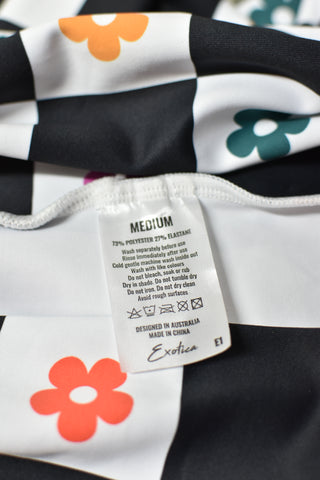 MEDIUM
73% POLYESTER 27% ELASTANE
Wash separately before use
Rinse immediately after use
Cold gentle machine wash inside out
Wash with like colours
Do not bleach, soak or rub
Dry in shade. Do not tumble dry
Do not iron. Do not dry clean
Avoid rough surfaces
DESIGNED IN AUSTRALIA
MADE IN CHINA
Exotica
E1